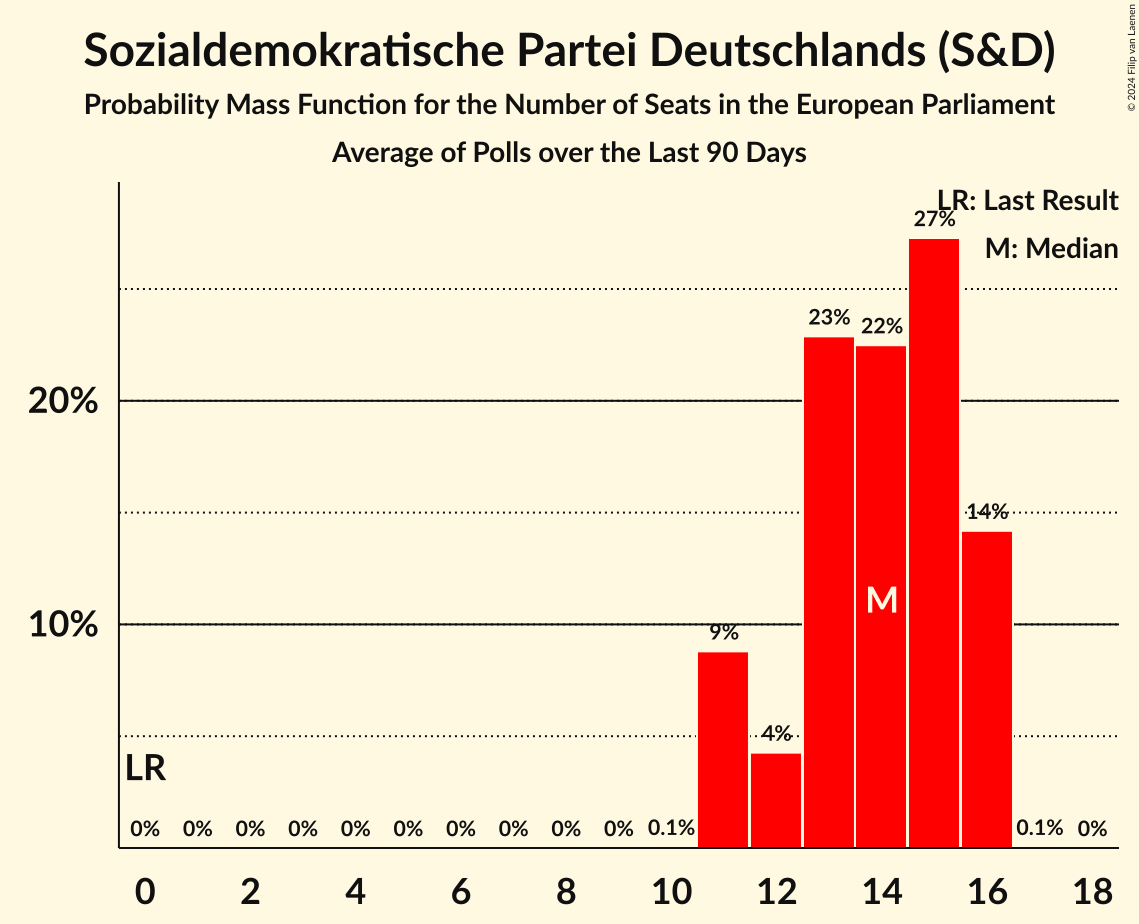 Sozialdemokratische Partei Deutschlands (S&D)
Probability Mass Function for the Number of Seats in the European Parliament
Average of Polls over the Last 90 Days
© 2024 Filip van Laenen
LR: Last Result
M: Median
27%
23%
22%
20%
14%
M
10%
9%
4%
LR
0% 0% 0% 0% 0% 0% 0% 0% 0% 0% 0.1% 0.1% 0%
0 2 4 6 8 10 12 14 16 18